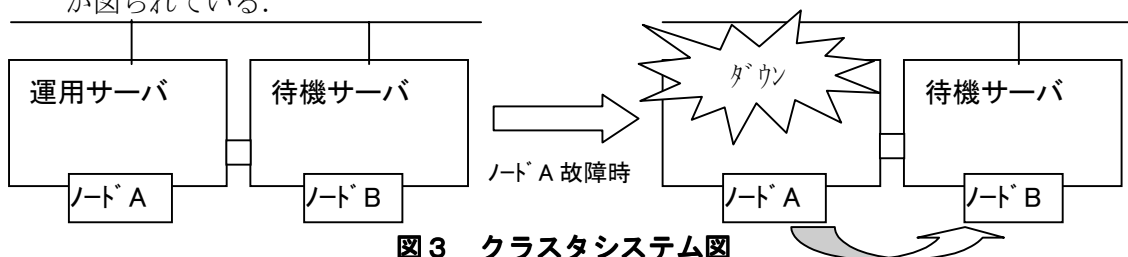 が図られている.
運用サーバ
待機サーバ
ノードA
ノードB
ノードA 故障時
ダウン
待機サーバ
ノードA
ノードB
図3 クラスタシステム図